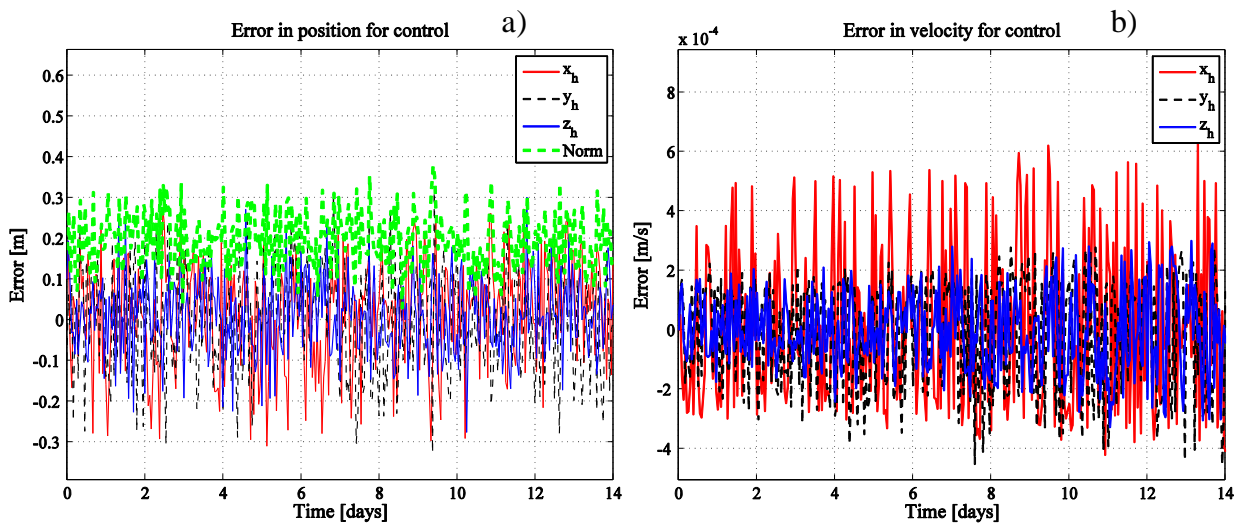 Error in position for control
a)
0.6
0.5
0.4
0.3
0.2
0.1
0
-0.1
-0.2
-0.3
Error [m]
x_h
y_h
z_h
Norm
0 2 4 6 8 10 12 14
Time [days]
Error in velocity for control
b)
x 10^-4
8
6
4
2
0
-2
-4
Error [m/s]
x_h
y_h
z_h
0 2 4 6 8 10 12 14
Time [days]